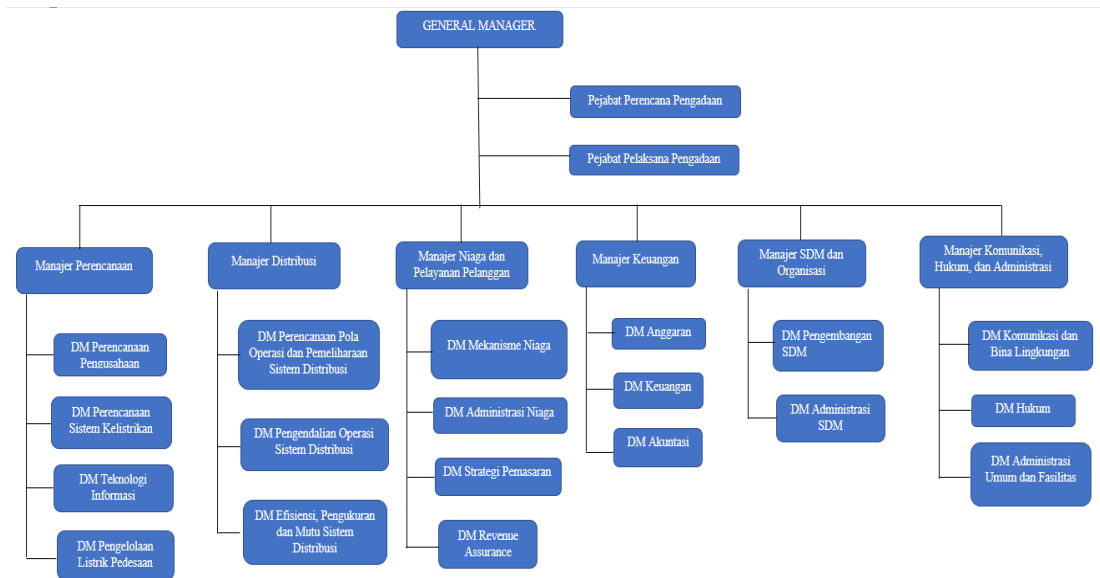 GENERAL MANAGER
Pejabat Perencana Pengadaan
Pejabat Pelaksana Pengadaan
Manajer Perencanaan
DM Perencanaan
Pengusahaan
DM Perencanaan
Sistem Kelistrikan
DM Teknologi
Informasi
DM Pengelolaan
Listrik Pedesaan
Manajer Distribusi
DM Perencanaan Pola
Operasi dan Pemeliharaan
Sistem Distribusi
DM Pengendalian Operasi
Sistem Distribusi
DM Efisiensi, Pengukuran
dan Mutu Sistem
Distribusi
Manajer Niaga dan
Pelayanan Pelanggan
DM Mekanisme Niaga
DM Administrasi Niaga
DM Strategi Pemasaran
DM Revenue
Assurance
Manajer Keuangan
DM Anggaran
DM Keuangan
DM Akuntasi
Manajer SDM dan
Organisasi
DM Pengembangan
SDM
DM Administrasi
SDM
Manajer Komunikasi,
Hukum, dan Administrasi
DM Komunikasi dan
Bina Lingkungan
DM Hukum
DM Administrasi
Umum dan Fasilitas